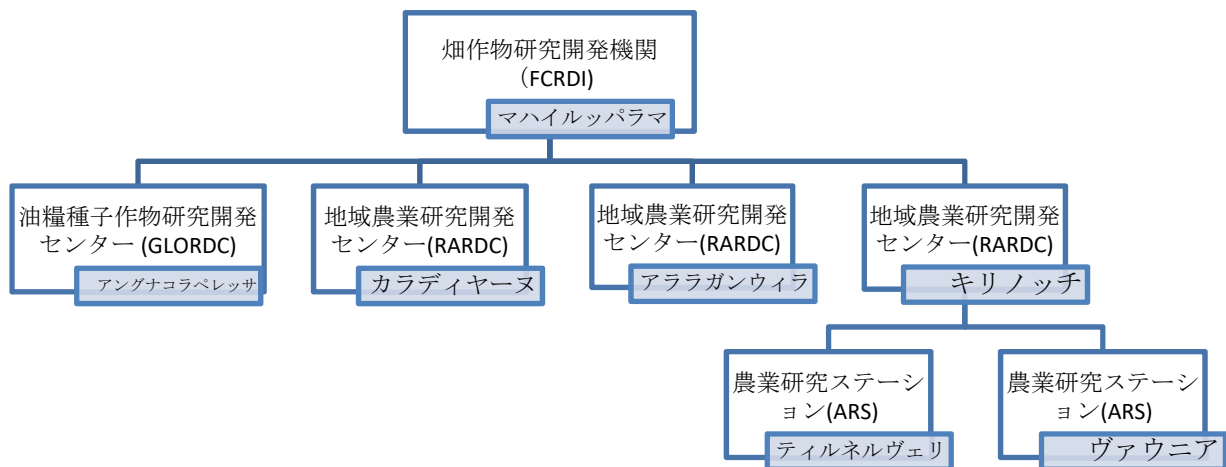 畑作物研究開発機関
（FCRDI)
マハイルッパラマ
油糧種子作物研究開発
センター (GLORDC)
アングナコラペレッサ
地域農業研究開発
センター(RARDC)
カラディヤーヌ
地域農業研究開発
センター(RARDC)
アララガンウィラ
地域農業研究開発
センター(RARDC)
キリノッチ
農業研究ステーシ
ョン(ARS)
ティルネルヴェリ
農業研究ステーシ
ョン(ARS)
ヴァウニア